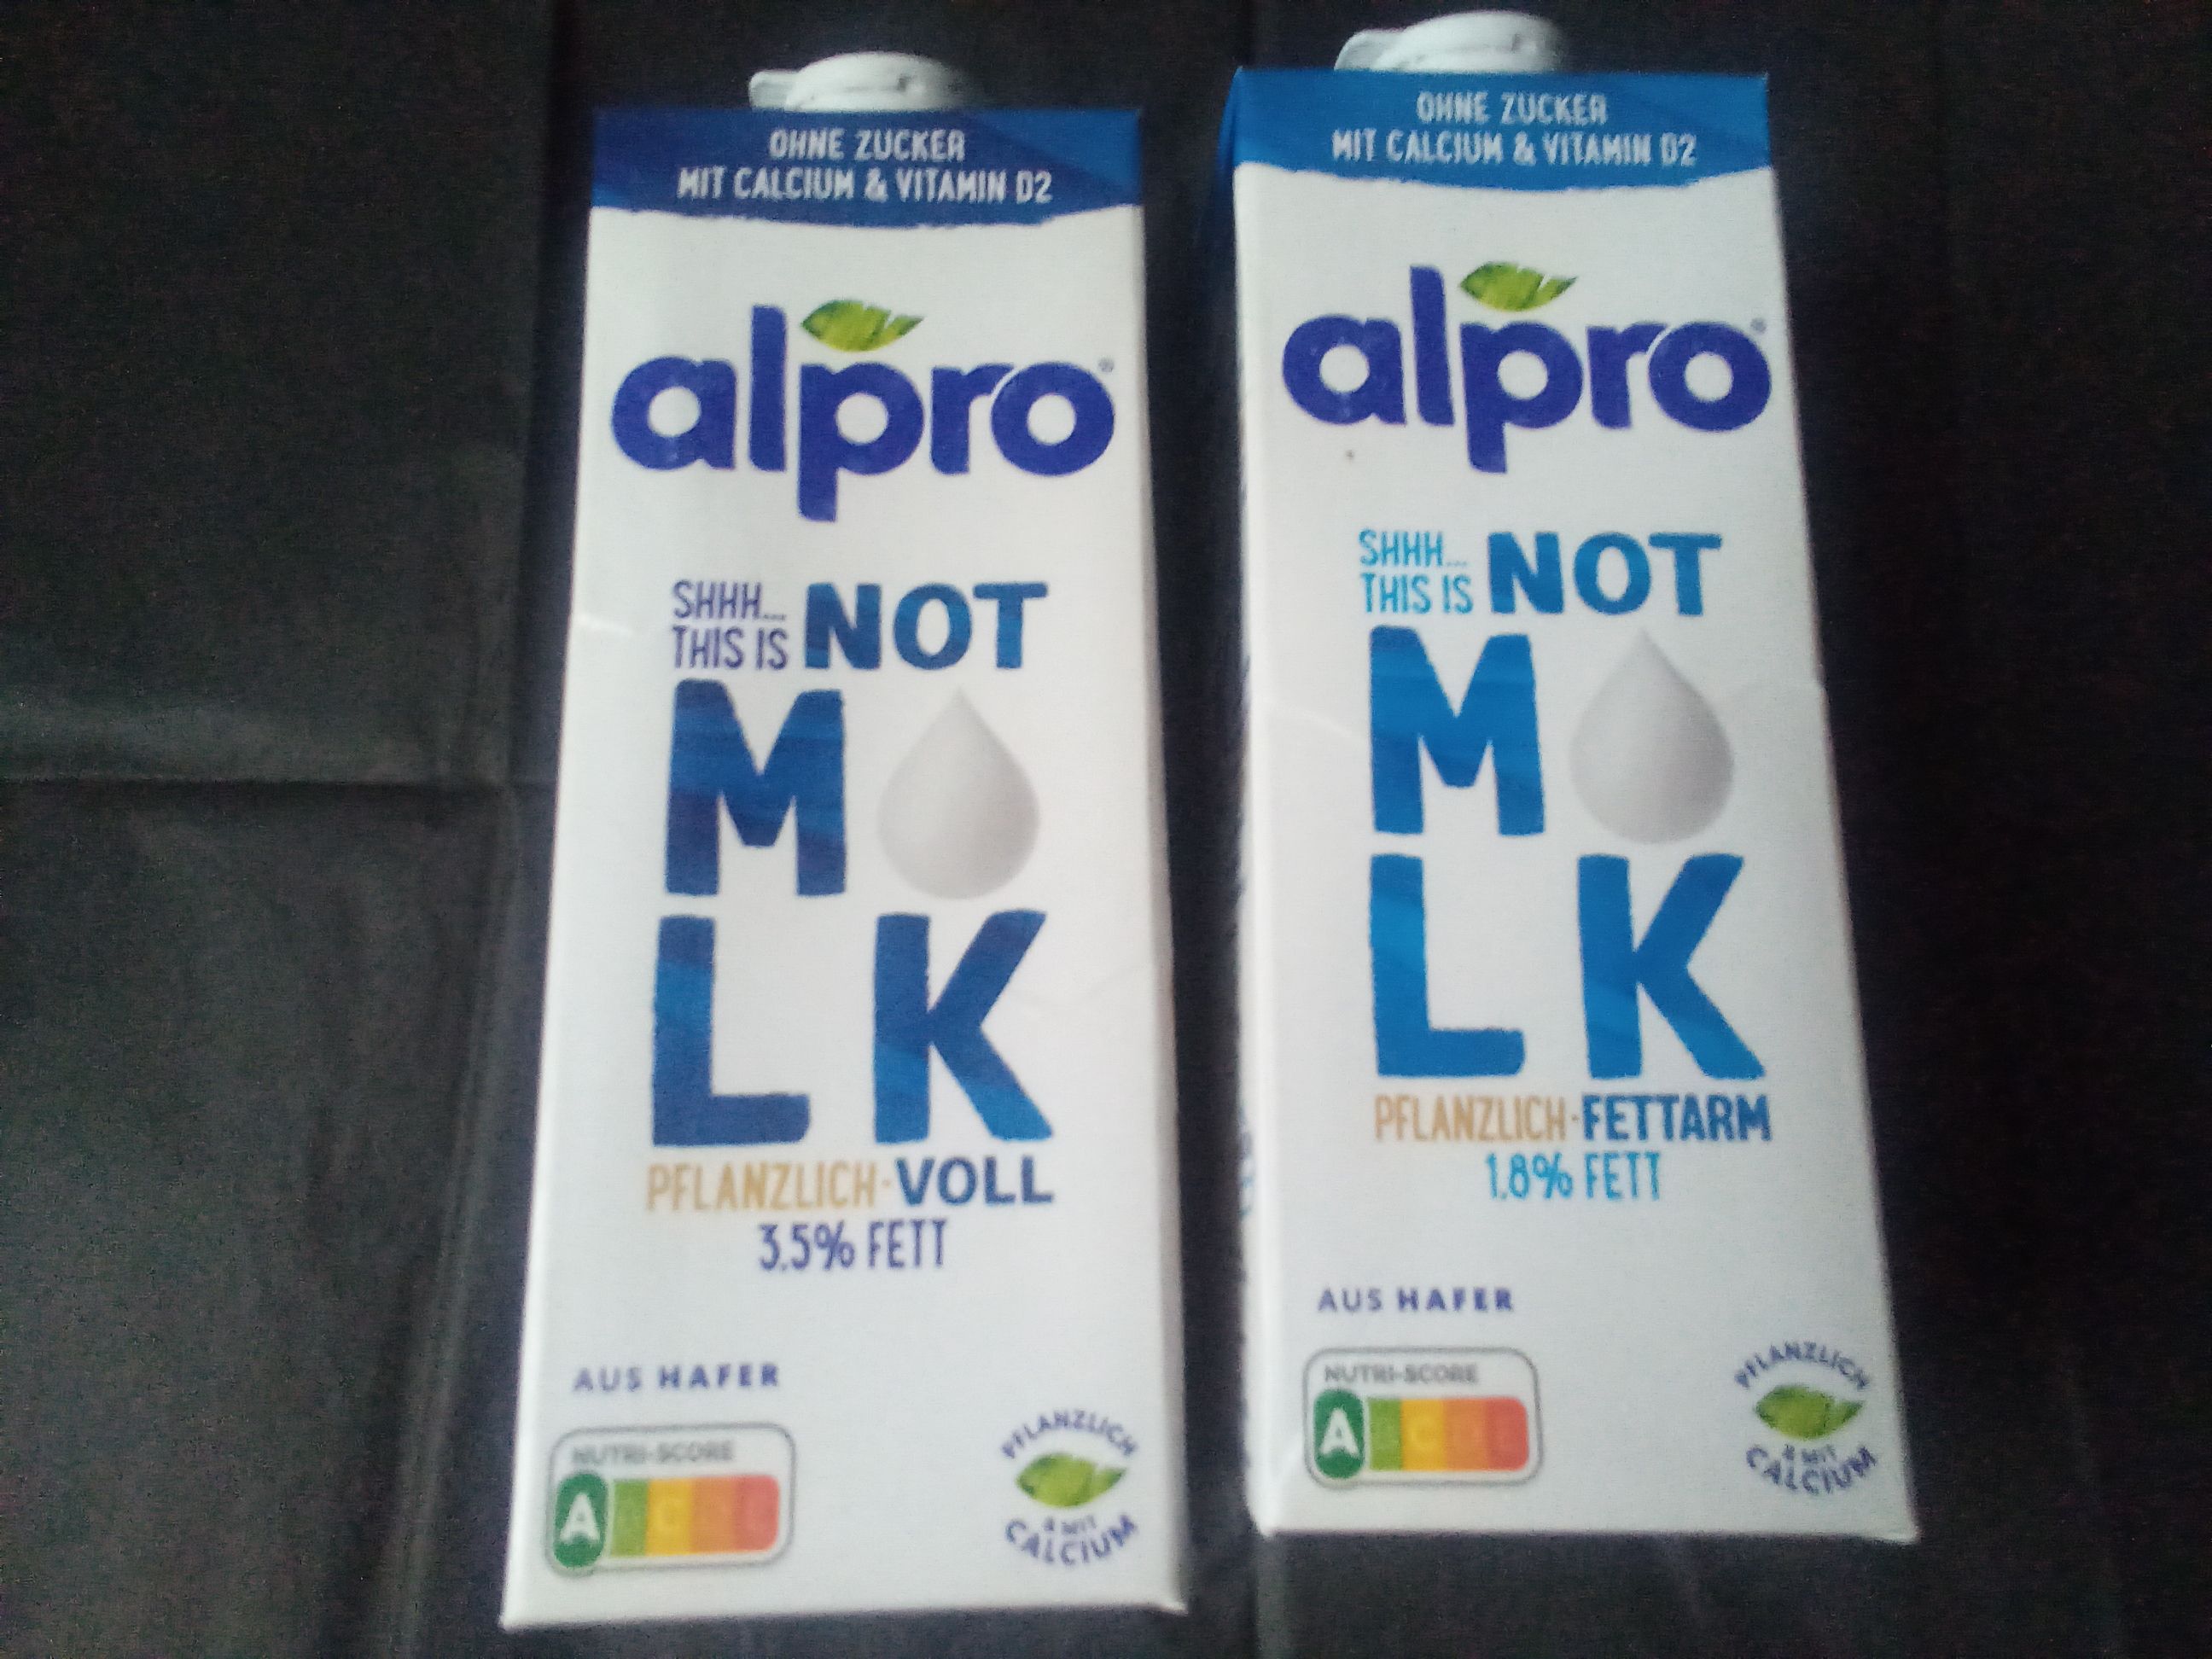 OHNE ZUCKER
MIT CALCIUM & VITAMIN D2
alpro®
SHHH...
THIS IS NOT
M
LK
PFLANZLICH·VOLL
3.5% FETT
AUS HAFER
NUTRI-SCORE
A C
PFLANZLICH
& MIT
CALCIUM
OHNE ZUCKER
MIT CALCIUM & VITAMIN D2
alpro®
SHHH...
THIS IS NOT
M
LK
PFLANZLICH·FETTARM
1.8% FETT
AUS HAFER
NUTRI-SCORE
A C
PFLANZLICH
& MIT
CALCIUM